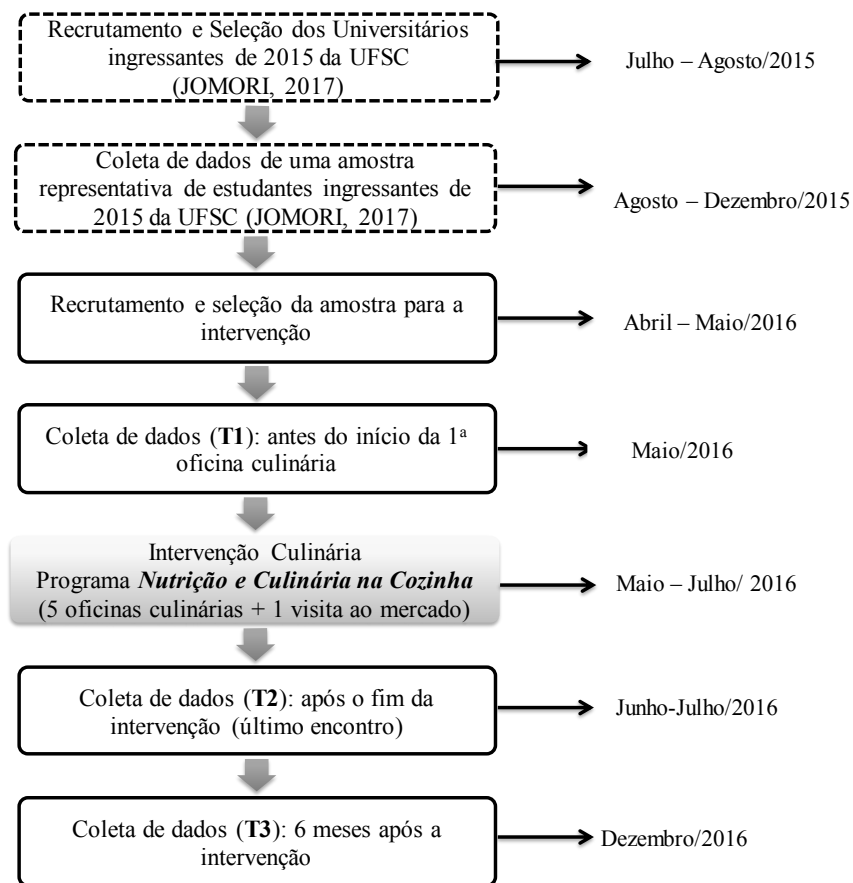 Recrutamento e Seleção dos Universitários
ingressantes de 2015 da UFSC
(JOMORI, 2017)
Julho – Agosto/2015
Coleta de dados de uma amostra
representativa de estudantes ingressantes de
2015 da UFSC (JOMORI, 2017)
Agosto – Dezembro/2015
Recrutamento e seleção da amostra para a
intervenção
Abril – Maio/2016
Coleta de dados (T1): antes do início da 1ª
oficina culinária
Maio/2016
Intervenção Culinária
Programa Nutrição e Culinária na Cozinha
(5 oficinas culinárias + 1 visita ao mercado)
Maio – Julho/ 2016
Coleta de dados (T2): após o fim da
intervenção (último encontro)
Junho-Julho/2016
Coleta de dados (T3): 6 meses após a
intervenção
Dezembro/2016